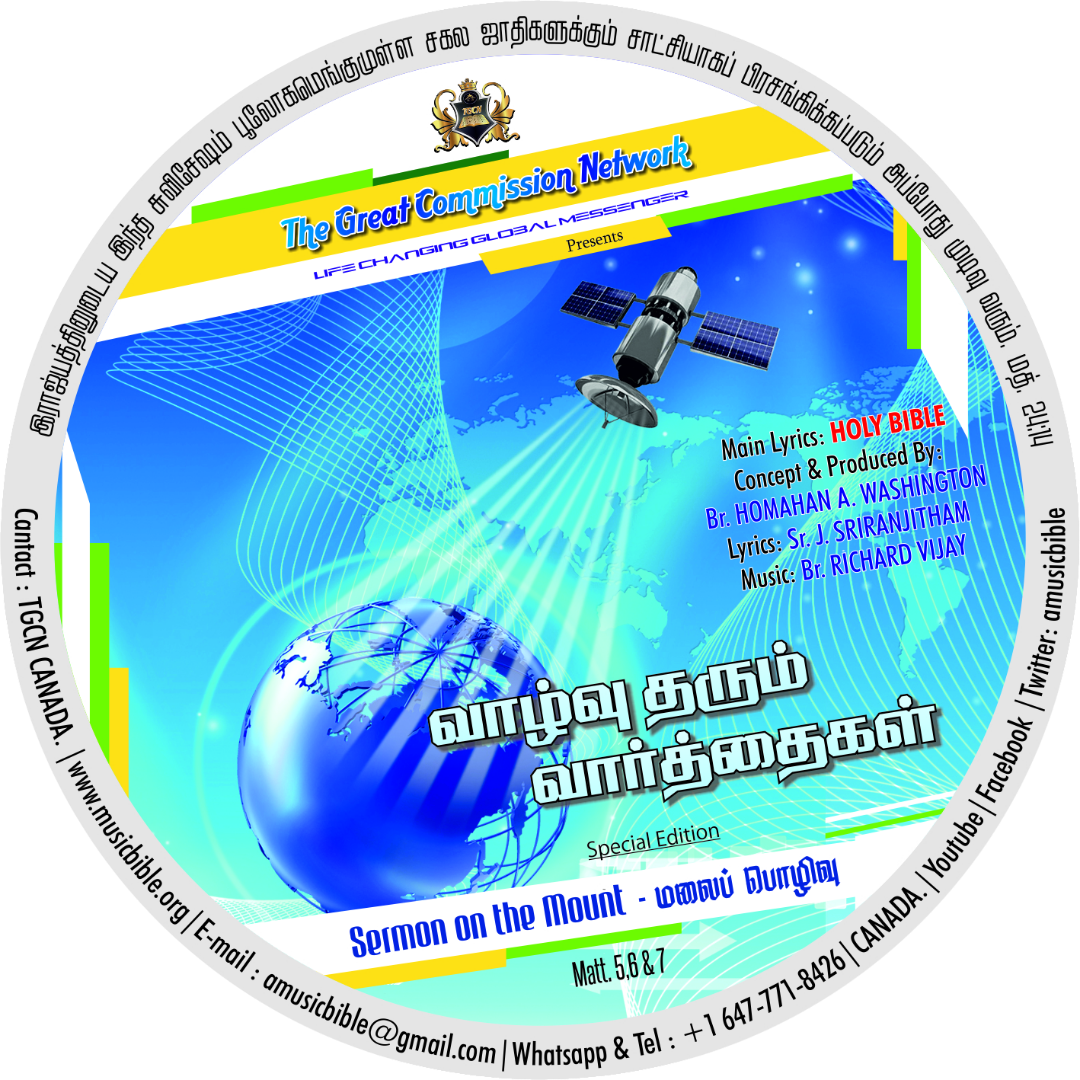 இராஜ்யத்தினுடைய இந்த சுவிசேஷம் பூலோகமெங்குமுள்ள சகல ஜாதிகளுக்கும் சாட்சியாகப் பிரசங்கிக்கப்படும் அப்போது முடிவு வரும். மத். 24:14
TGCN
The Great Commission Network
LIFE CHANGING GLOBAL MESSENGER
Presents
Main Lyrics: HOLY BIBLE
Concept & Produced By:
Br. HOMAHAN A. WASHINGTON
Lyrics: Sr. J. SRIRANJITHAM
Music: Br. RICHARD VIJAY
வாழ்வு தரும்
வார்த்தைகள்
Special Edition
Sermon on the Mount - மலைப் பொழிவு
Matt. 5,6 & 7
Cantact : TGCN CANADA. | www.musicbible.org | E-mail : amusicbible@gmail.com | Whatsapp & Tel : +1 647-771-8426 | CANADA. | Youtube | Facebook | Twitter: amusicbible